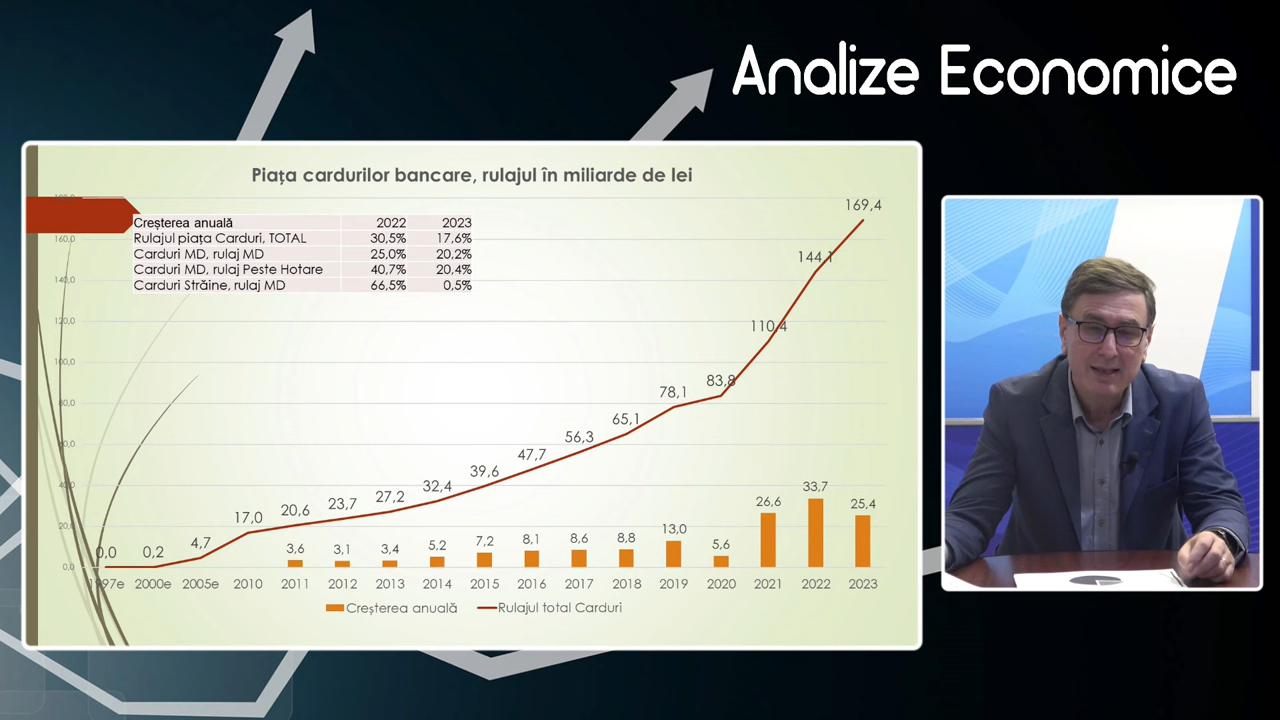 Analize Economice
Piața cardurilor bancare, rulajul în miliarde de lei
Creșterea anuală 2022 2023
Rulajul piața Carduri, TOTAL 30,5% 17,6%
Carduri MD, rulaj MD 25,0% 20,2%
Carduri MD, rulaj Peste Hotare 40,7% 20,4%
Carduri Străine, rulaj MD 66,5% 0,5%
180,0
160,0
140,0
120,0
100,0
80,0
60,0
40,0
20,0
0,0
0,0 0,2 4,7 17,0 20,6 23,7 27,2 32,4 39,6 47,7 56,3 65,1 78,1 83,8 110,4 144,1 169,4
3,6 3,1 3,4 5,2 7,2 8,1 8,6 8,8 13,0 5,6 26,6 33,7 25,4
1997e 2000e 2005e 2010 2011 2012 2013 2014 2015 2016 2017 2018 2019 2020 2021 2022 2023
Creșterea anuală Rulajul total Carduri